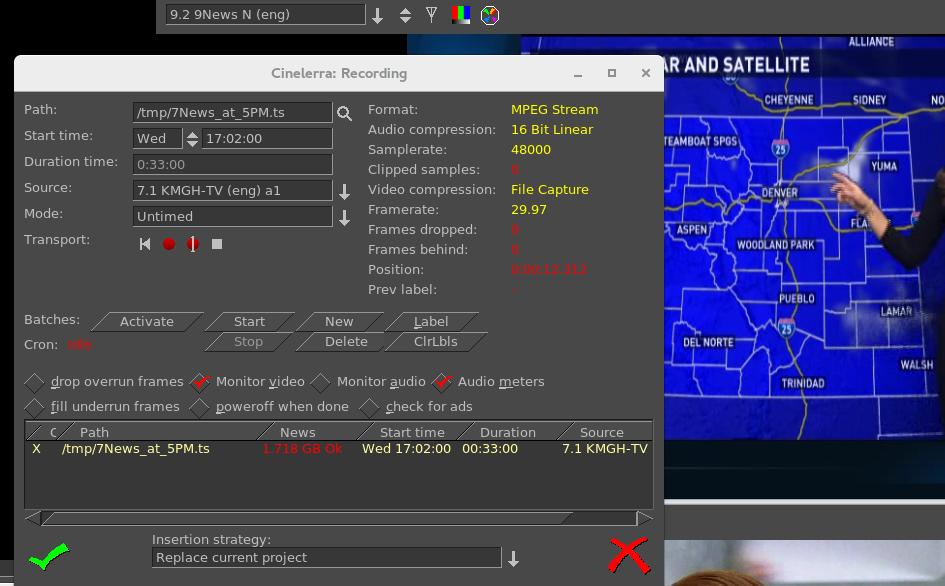 9.2 9News N (eng)
ALLIANCE
AR AND SATELLITE
CHEYENNE SIDNEY NO
TEAMBOAT SPGS
25
YUMA
DENVER
ASPEN
FLA
WOODLAND PARK
PUEBLO
LAMAR
25
DEL NORTE
WALSH
TRINIDAD
Cinelerra: Recording
Path: /tmp/7News_at_5PM.ts
Start time: Wed 17:02:00
Duration time: 0:33:00
Source: 7.1 KMGH-TV (eng) a1
Mode: Untimed
Transport:
Format: MPEG Stream
Audio compression: 16 Bit Linear
Samplerate: 48000
Clipped samples: 0
Video compression: File Capture
Framerate: 29.97
Frames dropped: 0
Frames behind: 0
Position: 0:00:12.312
Prev label: -
Batches: Activate Start New Label
Cron: Idle Stop Delete ClrLbls
drop overrun frames Monitor video Monitor audio Audio meters
fill underrun frames poweroff when done check for ads
C Path News Start time Duration Source
X /tmp/7News_at_5PM.ts 1.718 GB Ok Wed 17:02:00 00:33:00 7.1 KMGH-TV
Insertion strategy:
Replace current project